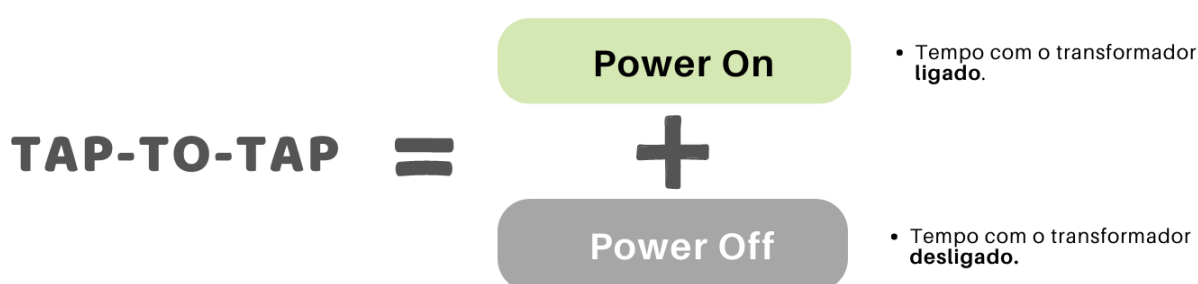 Power On
• Tempo com o transformador
ligado.
TAP-TO-TAP = +
Power Off
• Tempo com o transformador
desligado.